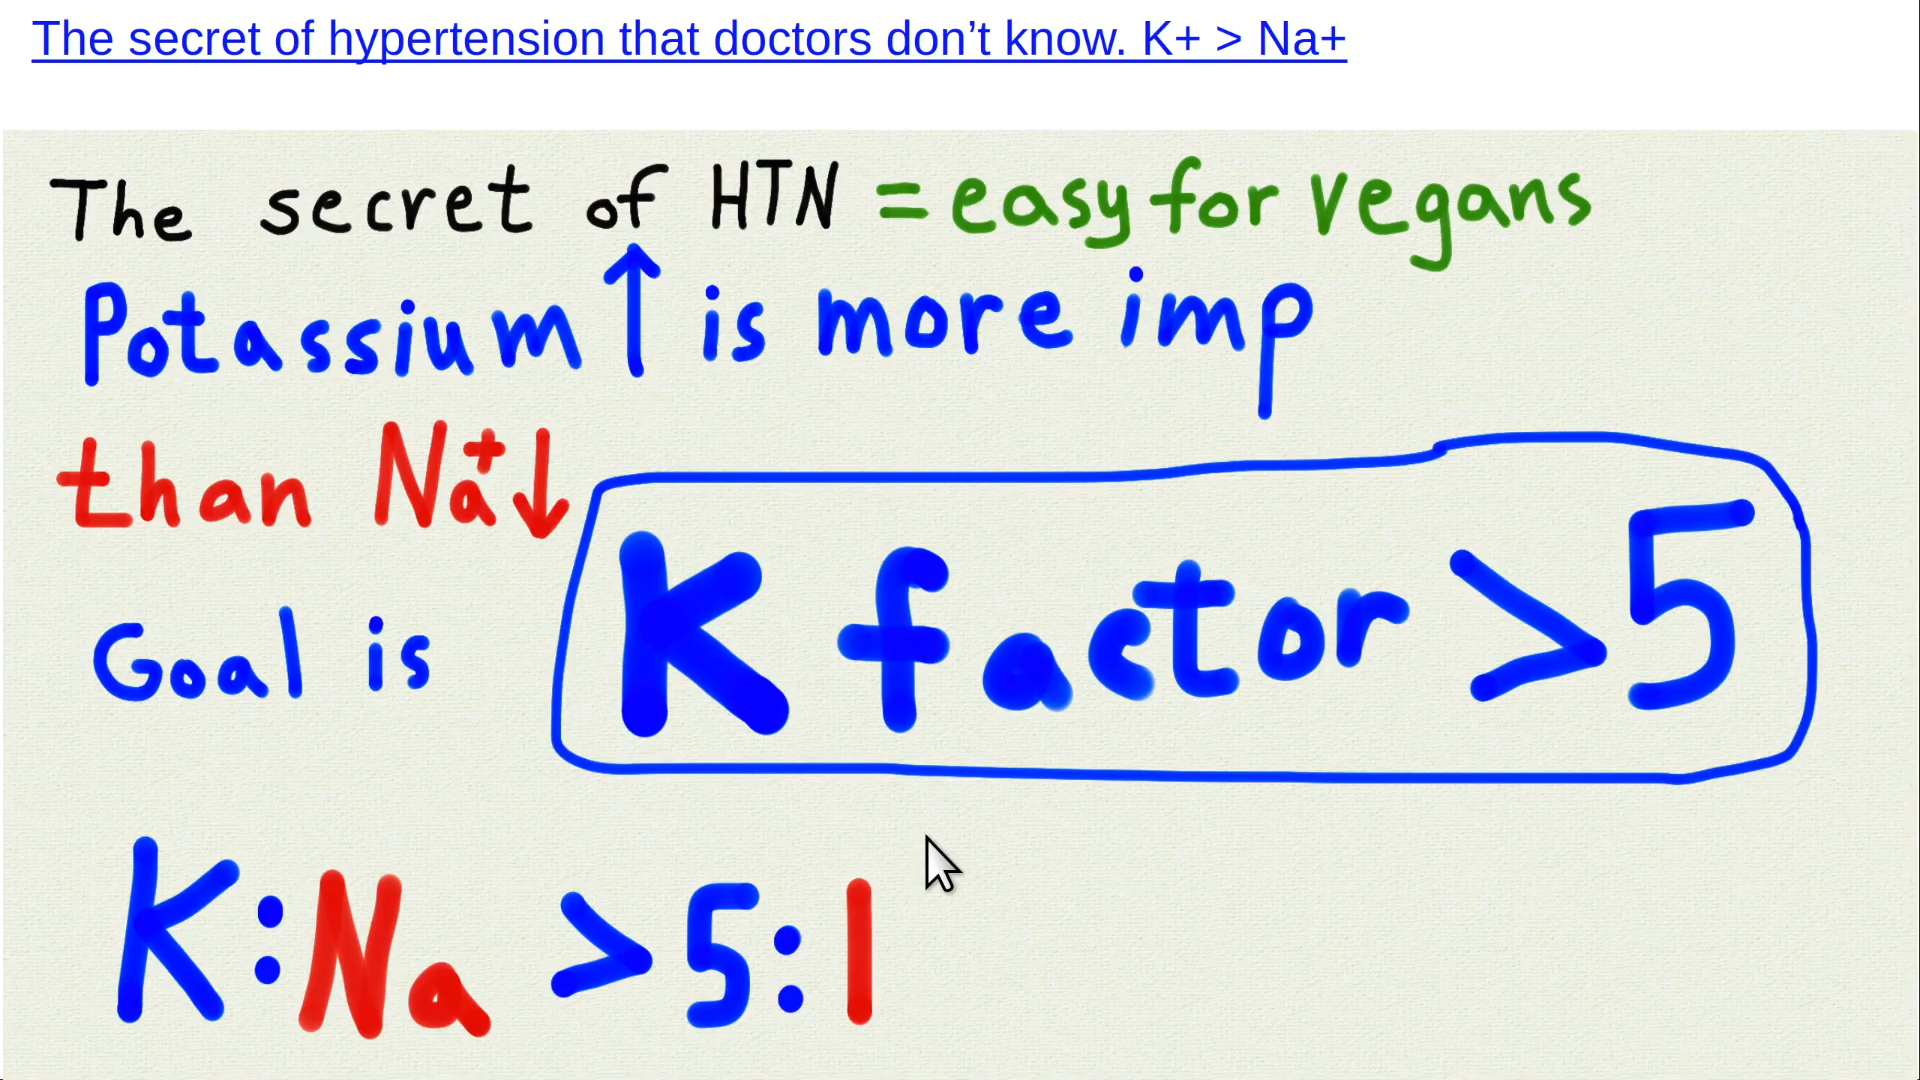 The secret of hypertension that doctors don’t know. K+ > Na+
The secret of HTN = easy for vegans
Potassium ↑ is more imp
than Na+ ↓
Goal is K factor > 5
K:Na > 5:1